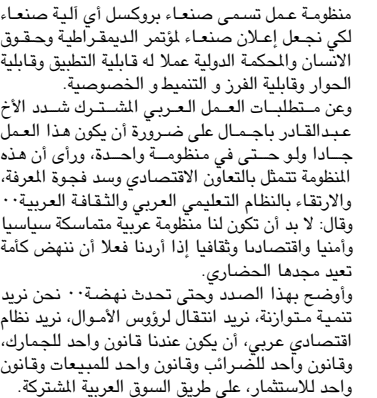 منظومة عمل تسمى صنعاء بروكسل أي آلية صنعاء
لكي نجعل إعلان صنعاء لمؤتمر الديمقراطية وحقوق
الانسان والمحكمة الدولية عملا له قابلية التطبيق وقابلية
الحوار وقابلية الفرز و التنميط و الخصوصية.
وعن متطلبات العمل العربي المشترك شدد الأخ
عبدالقادر باجمال على ضرورة أن يكون هذا العمل
جادا ولو حتى في منظومة واحدة، ورأى أن هذه
المنظومة تتمثل بالتعاون الاقتصادي وسد فجوة المعرفة،
والارتقاء بالنظام التعليمي العربي والثقافة العربية٠٠
وقال: لا بد أن تكون لنا منظومة عربية متماسكة سياسيا
وأمنيا واقتصاديا وثقافيا إذا أردنا فعلا أن ننهض كأمة
تعيد مجدها الحضاري.
وأوضح بهذا الصدد وحتى تحدث نهضة٠٠ نحن نريد
تنمية متوازنة، نريد انتقال لرؤوس الأموال، نريد نظام
اقتصادي عربي، أن يكون عندنا قانون واحد للجمارك،
وقانون واحد للضرائب وقانون واحد للمبيعات وقانون
واحد للاستثمار، على طريق السوق العربية المشتركة.